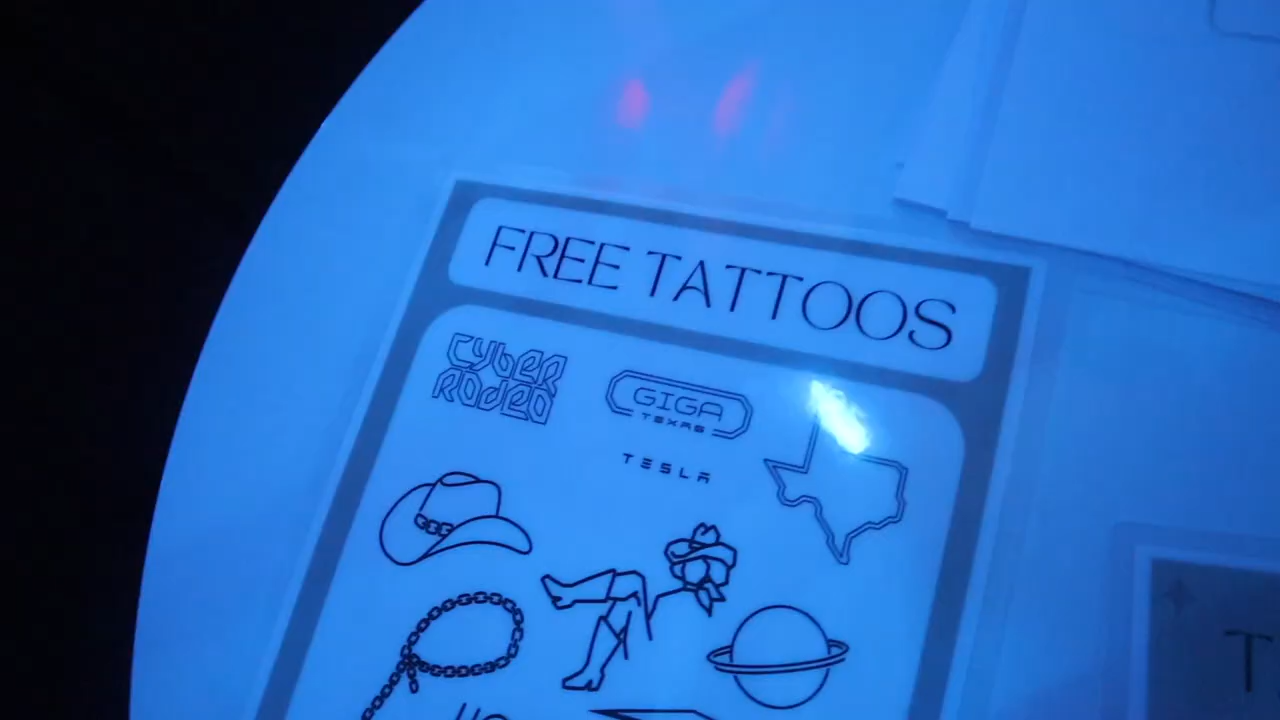 FREE TATTOOS
CYbER
ROdEO
GIGA
TEXAS
TESLA
T